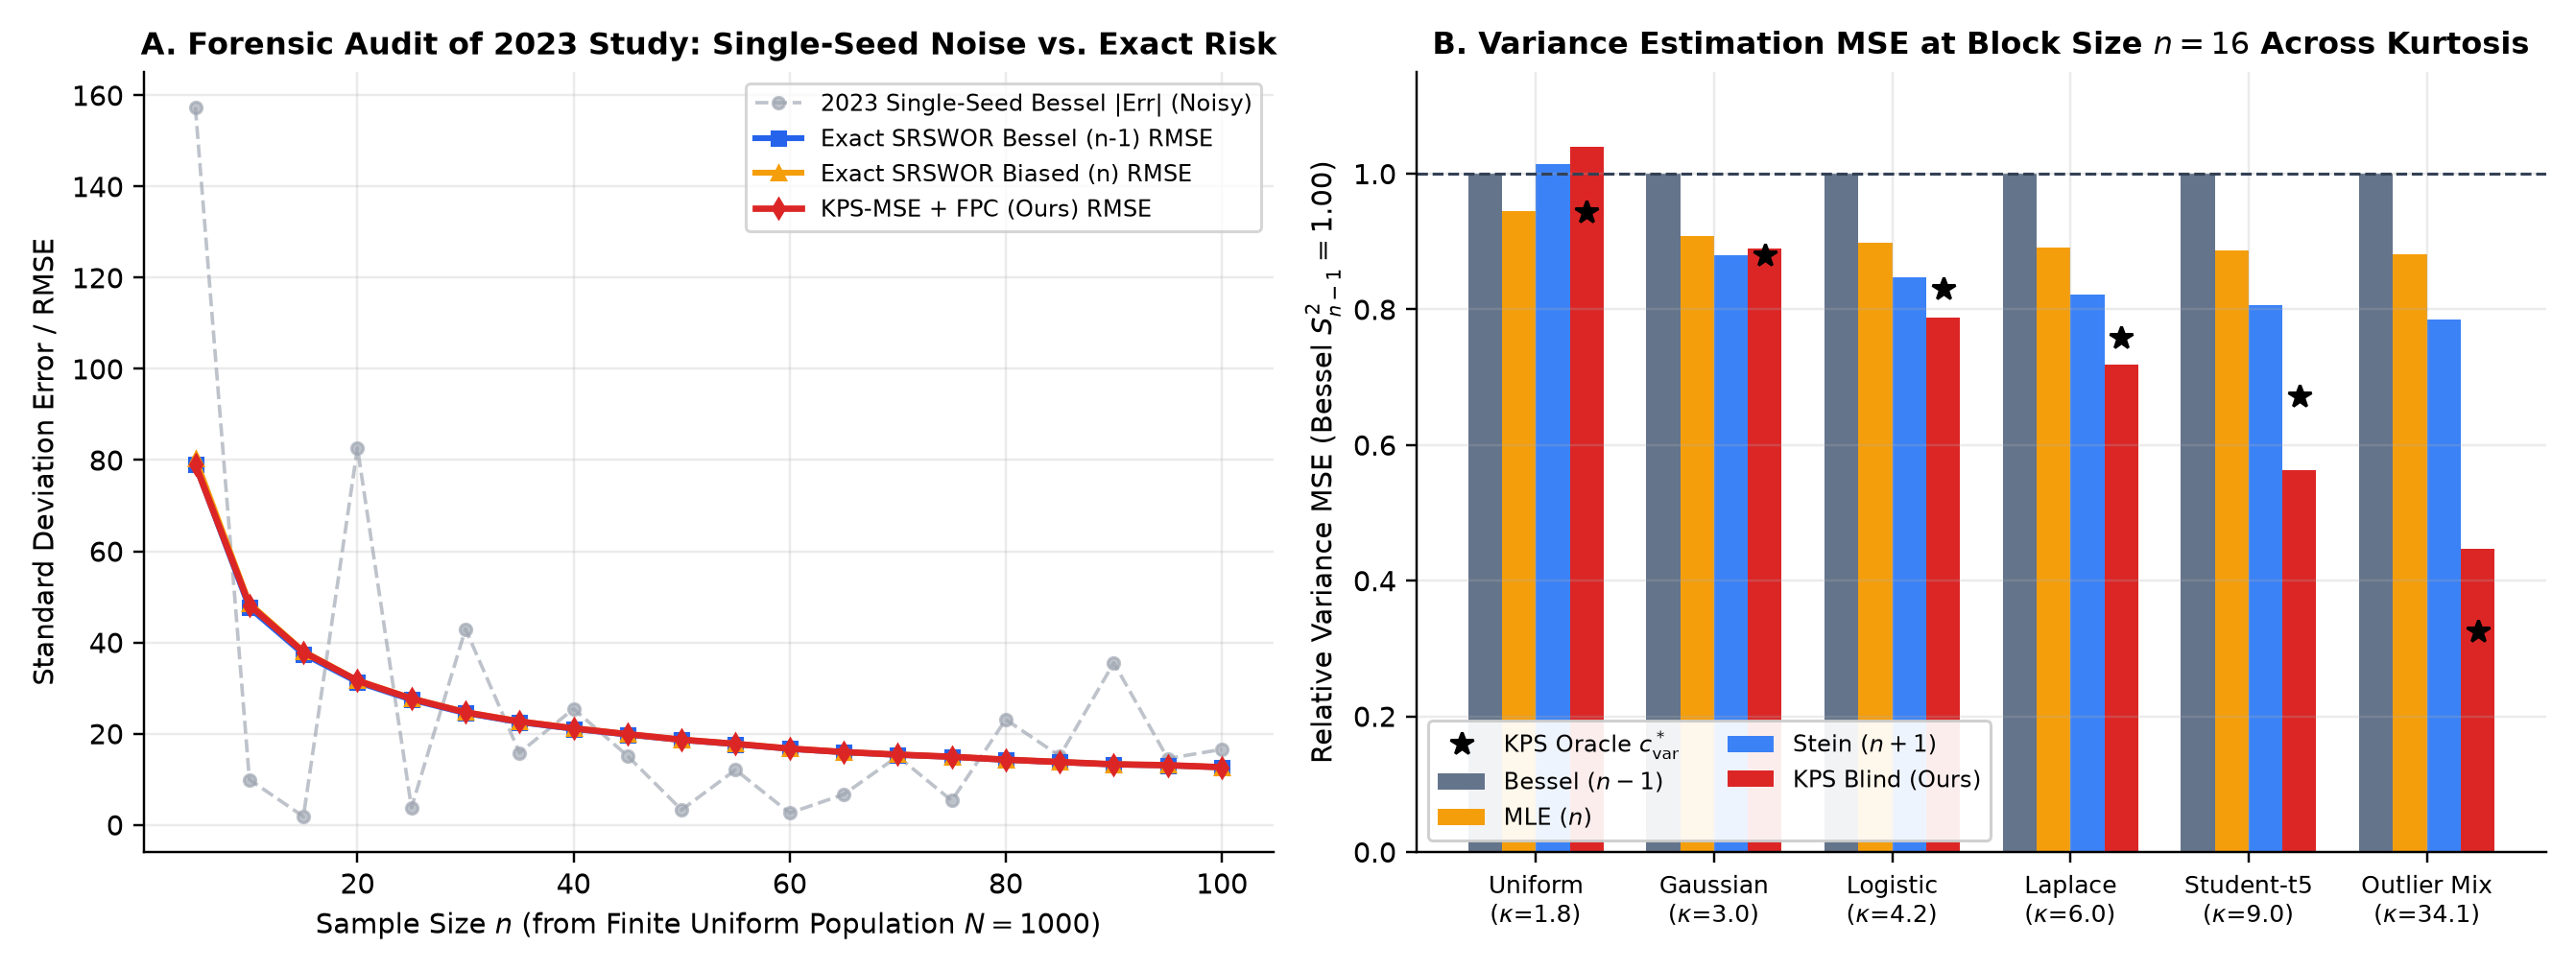 A. Forensic Audit of 2023 Study: Single-Seed Noise vs. Exact Risk
Standard Deviation Error / RMSE
160
140
120
100
80
60
40
20
0
2023 Single-Seed Bessel |Err| (Noisy)
Exact SRSWOR Bessel (n-1) RMSE
Exact SRSWOR Biased (n) RMSE
KPS-MSE + FPC (Ours) RMSE
20 40 60 80 100
Sample Size n (from Finite Uniform Population N = 1000)
B. Variance Estimation MSE at Block Size n = 16 Across Kurtosis
Relative Variance MSE (Bessel S²ₙ₋₁ = 1.00)
1.0
0.8
0.6
0.4
0.2
0.0
KPS Oracle c*var
Bessel (n − 1)
MLE (n)
Stein (n + 1)
KPS Blind (Ours)
Uniform Gaussian Logistic Laplace Student-t5 Outlier Mix
(κ=1.8) (κ=3.0) (κ=4.2) (κ=6.0) (κ=9.0) (κ=34.1)